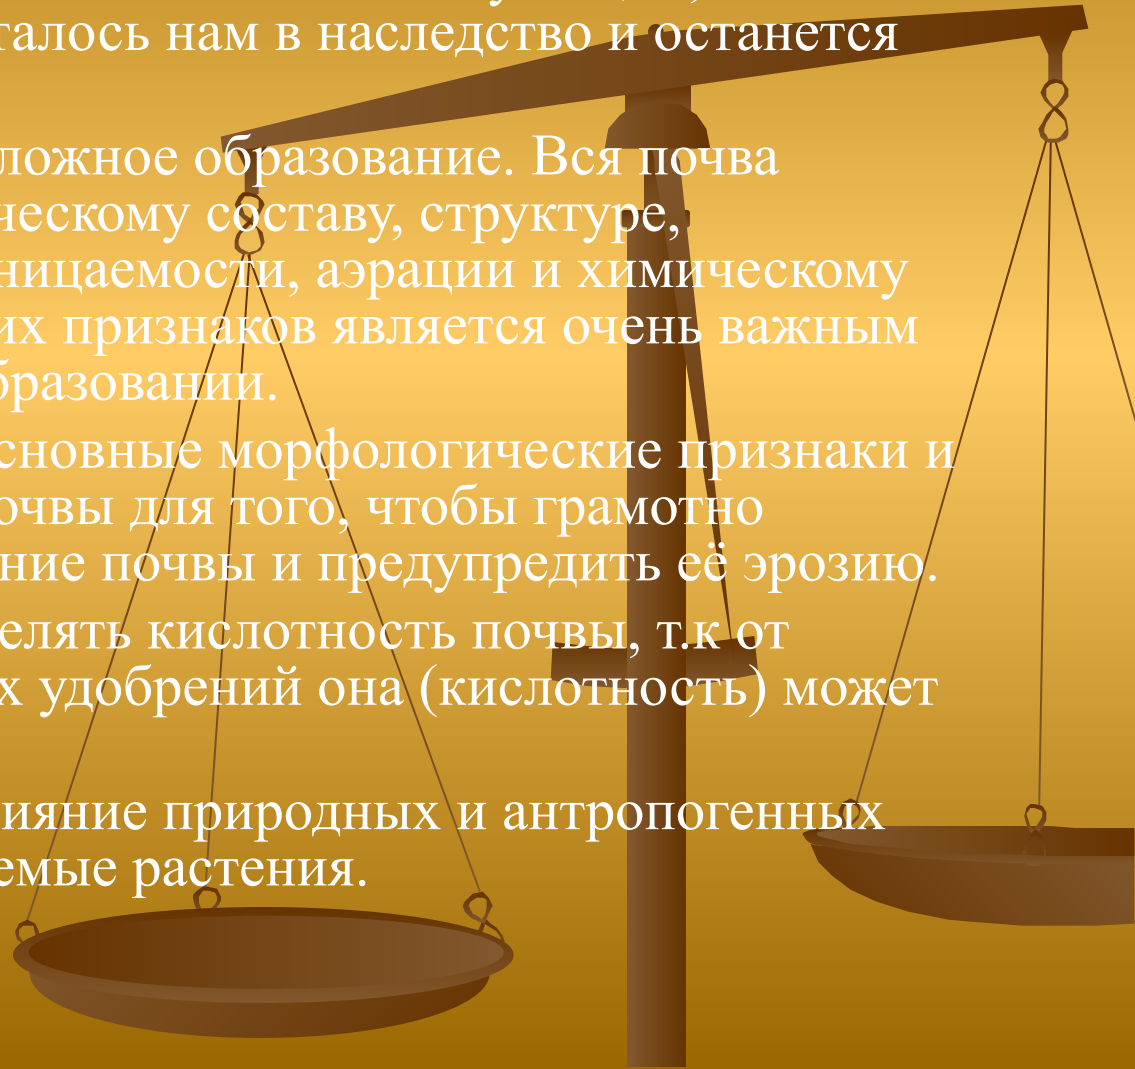 талось нам в наследство и останется
ложное образование. Вся почва
ческому составу, структуре,
ницаемости, аэрации и химическому
их признаков является очень важным
бразовании.
сновные морфологические признаки и
очвы для того, чтобы грамотно
ние почвы и предупредить её эрозию.
елять кислотность почвы, т.к от
х удобрений она (кислотность) может
ияние природных и антропогенных
емые растения.